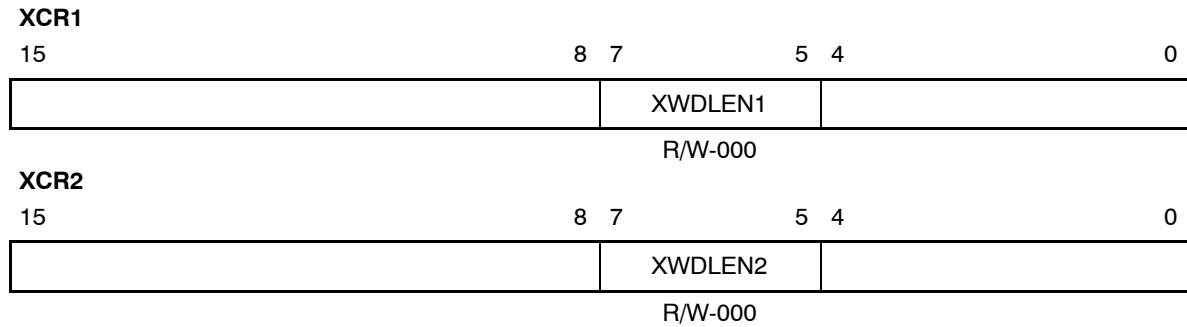 XCR1
15 8 7 5 4 0
XWDLEN1
R/W-000
XCR2
15 8 7 5 4 0
XWDLEN2
R/W-000